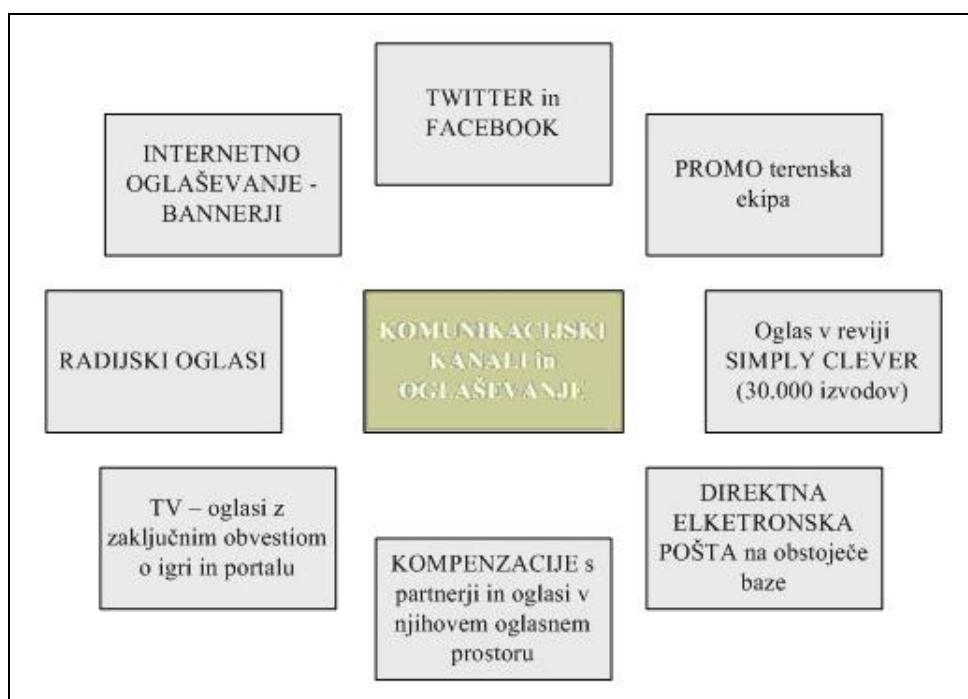 TWITTER in
FACEBOOK
INTERNETNO
OGLAŠEVANJE -
BANNERJI
PROMO terenska
ekipa
RADIJSKI OGLASI
KOMUNIKACIJSKI
KANALI in
OGLAŠEVANJE
Oglas v reviji
SIMPLY CLEVER
(30.000 izvodov)
TV – oglasi z
zaključnim obvestiom
o igri in portalu
KOMPENZACIJE s
partnerji in oglasi v
njihovem oglasnem
prostoru
DIREKTNA
ELKETRONSKA
POŠTA na obstoječe
baze